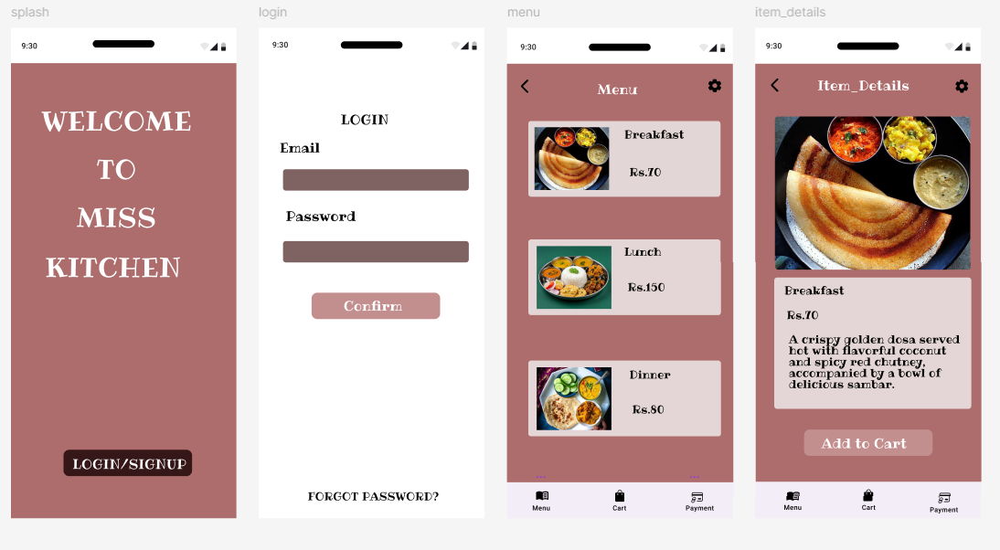 splash
login
menu
item_details
9:30
WELCOME
TO
MISS
KITCHEN
LOGIN/SIGNUP
9:30
LOGIN
Email
Password
Confirm
FORGOT PASSWORD?
9:30
Menu
Breakfast
Rs.70
Lunch
Rs.150
Dinner
Rs.80
Menu
Cart
Payment
9:30
Item_Details
Breakfast
Rs.70
A crispy golden dosa served
hot with flavorful coconut
and spicy red chutney,
accompanied by a bowl of
delicious sambar.
Add to Cart
Menu
Cart
Payment